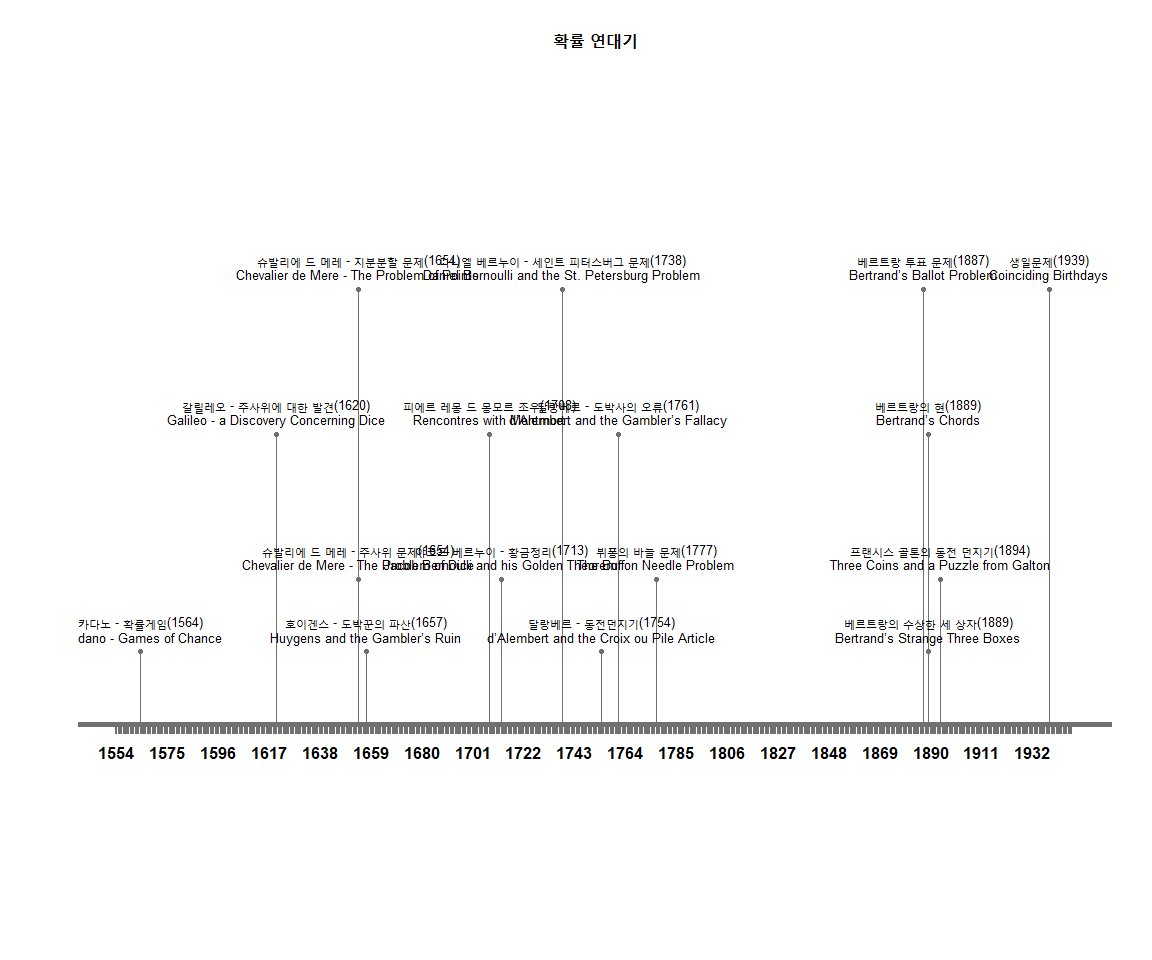 확률 연대기
슈발리에 드 메레 - 지분분할 문제(1654)
Chevalier de Mere - The Problem of Points
베르누이 - 세인트 피터스버그 문제(1738)
Daniel Bernoulli and the St. Petersburg Problem
베르트랑 투표 문제(1887)
Bertrand's Ballot Problem
생일문제(1939)
Coinciding Birthdays
갈릴레오 - 주사위에 대한 발견(1620)
Galileo - a Discovery Concerning Dice
피에르 레몽 드 몽모르 조우(1708)
Rencontres with Montmort
- 도박사의 오류(1761)
d'Alembert and the Gambler's Fallacy
베르트랑의 현(1889)
Bertrand's Chords
슈발리에 드 메레 - 주사위 문제(1654)
Chevalier de Mere - The Problem of Dice
베르누이 - 황금정리(1713)
Jacob Bernoulli and his Golden Theorem
뷔퐁의 바늘 문제(1777)
The Buffon Needle Problem
프랜시스 골톤의 동전 던지기(1894)
Three Coins and a Puzzle from Galton
카다노 - 확률게임(1564)
dano - Games of Chance
호이겐스 - 도박꾼의 파산(1657)
Huygens and the Gambler's Ruin
달랑베르 - 동전던지기(1754)
d'Alembert and the Croix ou Pile Article
베르트랑의 수상한 세 상자(1889)
Bertrand's Strange Three Boxes
1554 1575 1596 1617 1638 1659 1680 1701 1722 1743 1764 1785 1806 1827 1848 1869 1890 1911 1932